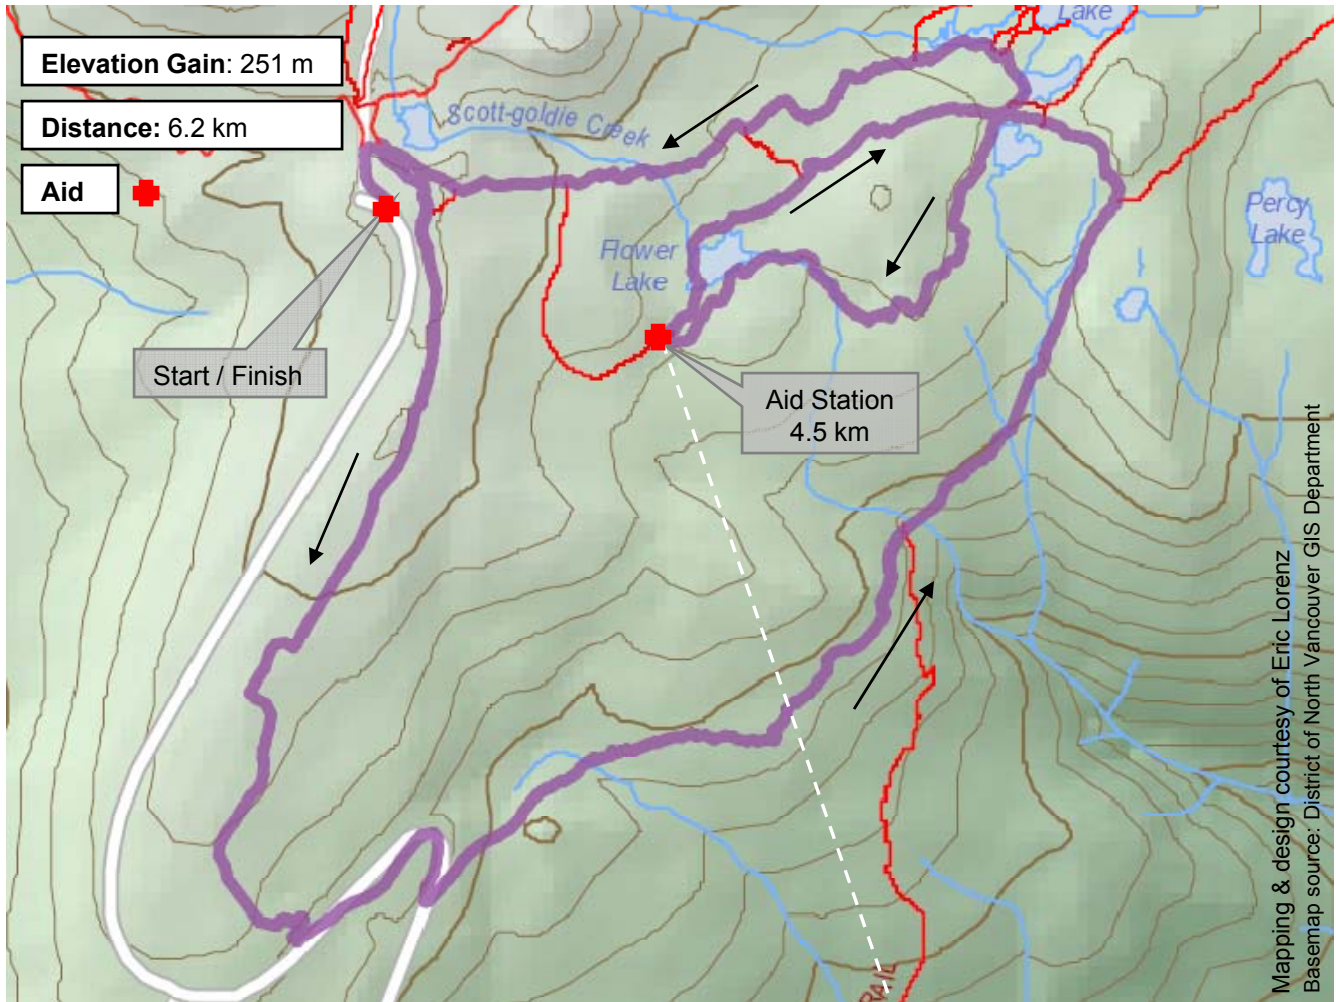 Lake
Elevation Gain: 251 m
Distance: 6.2 km
Scott-goldie Creek
Aid
Percy
Lake
Flower
Lake
Start / Finish
Aid Station
4.5 km
Mapping & design courtesy of Eric Lorenz
Basemap source: District of North Vancouver GIS Department